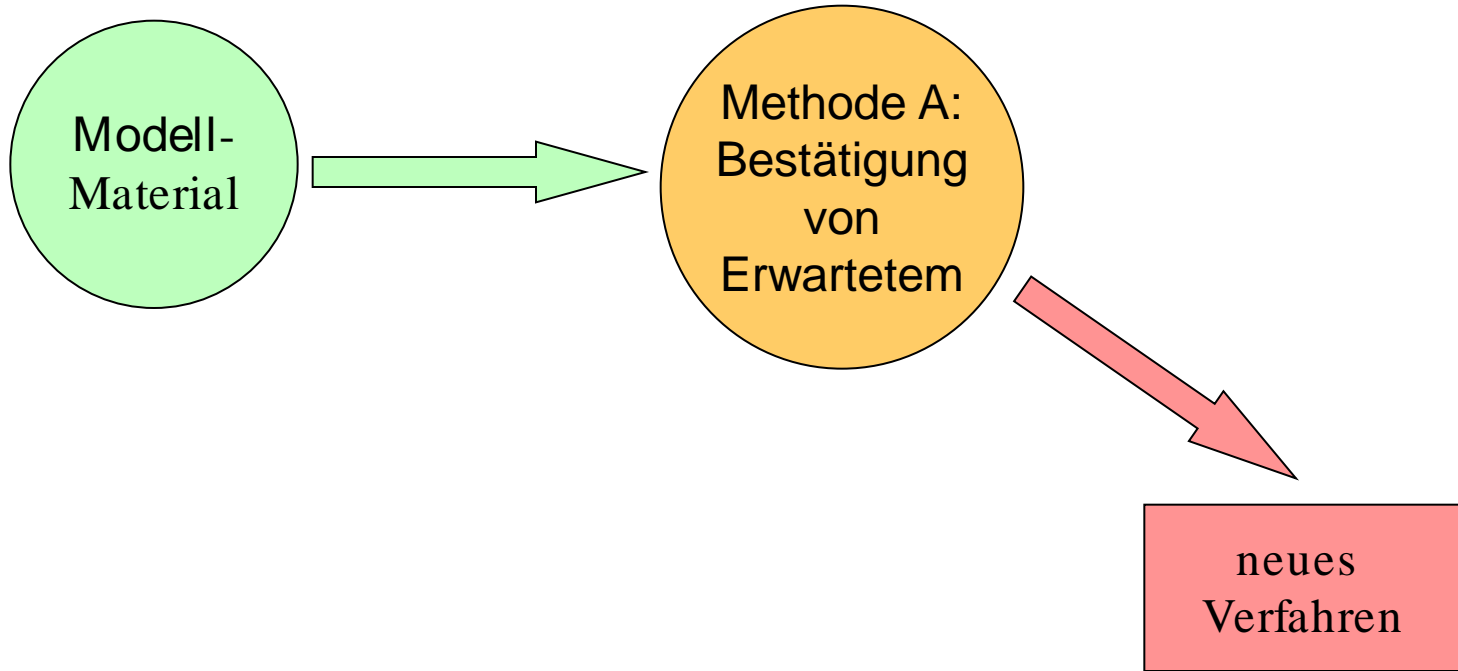 Modell-
Material
Methode A:
Bestätigung
von
Erwartetem
neues
Verfahren